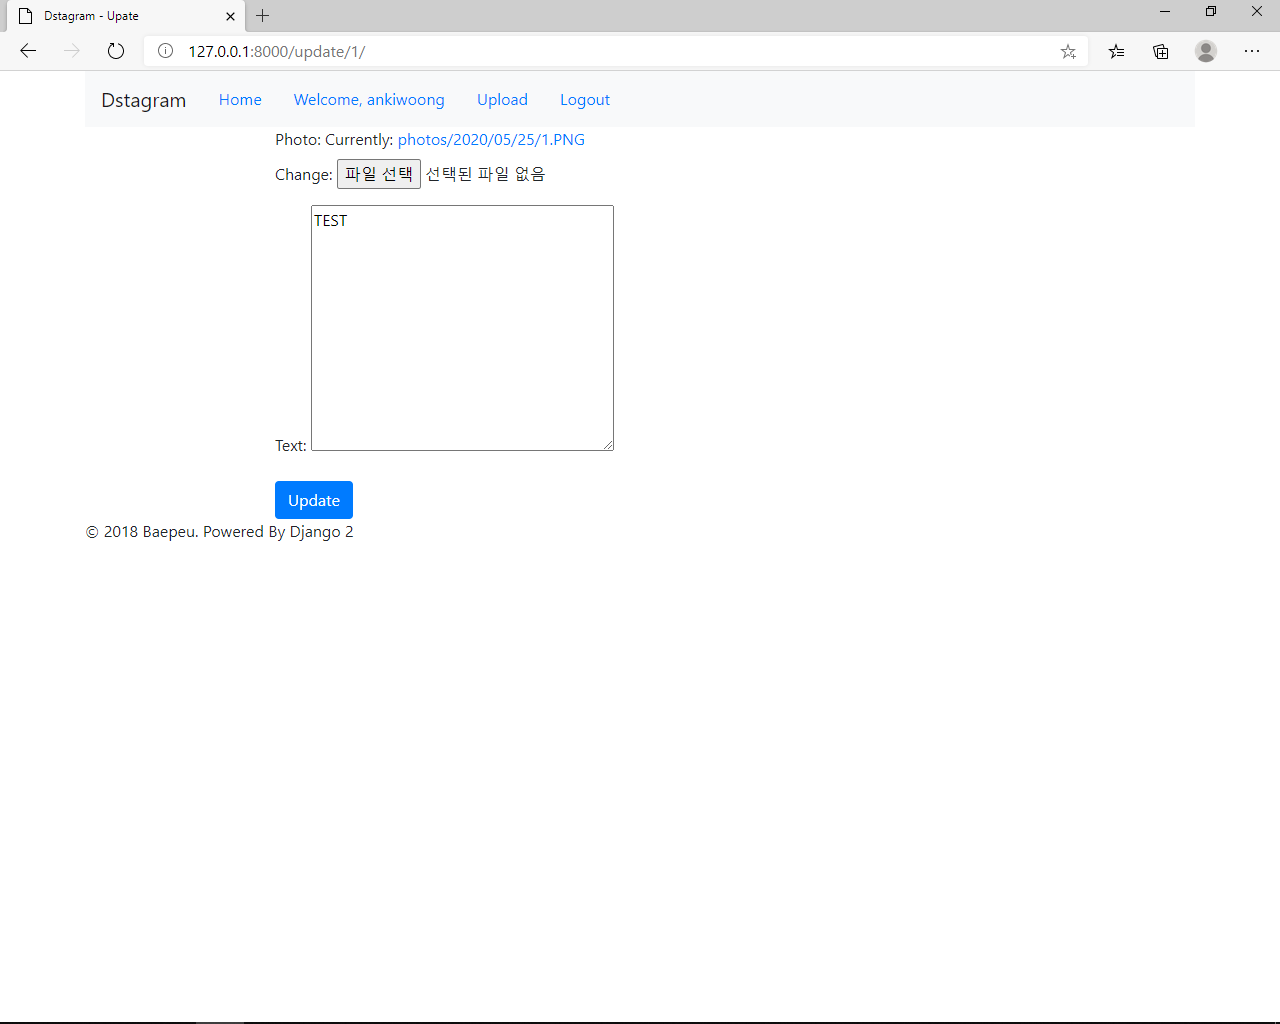 Dstagram - Upate
127.0.0.1:8000/update/1/
Dstagram Home Welcome, ankiwoong Upload Logout
Photo: Currently: photos/2020/05/25/1.PNG
Change: 파일 선택 선택된 파일 없음
TEST
Text:
Update
© 2018 Baepeu. Powered By Django 2